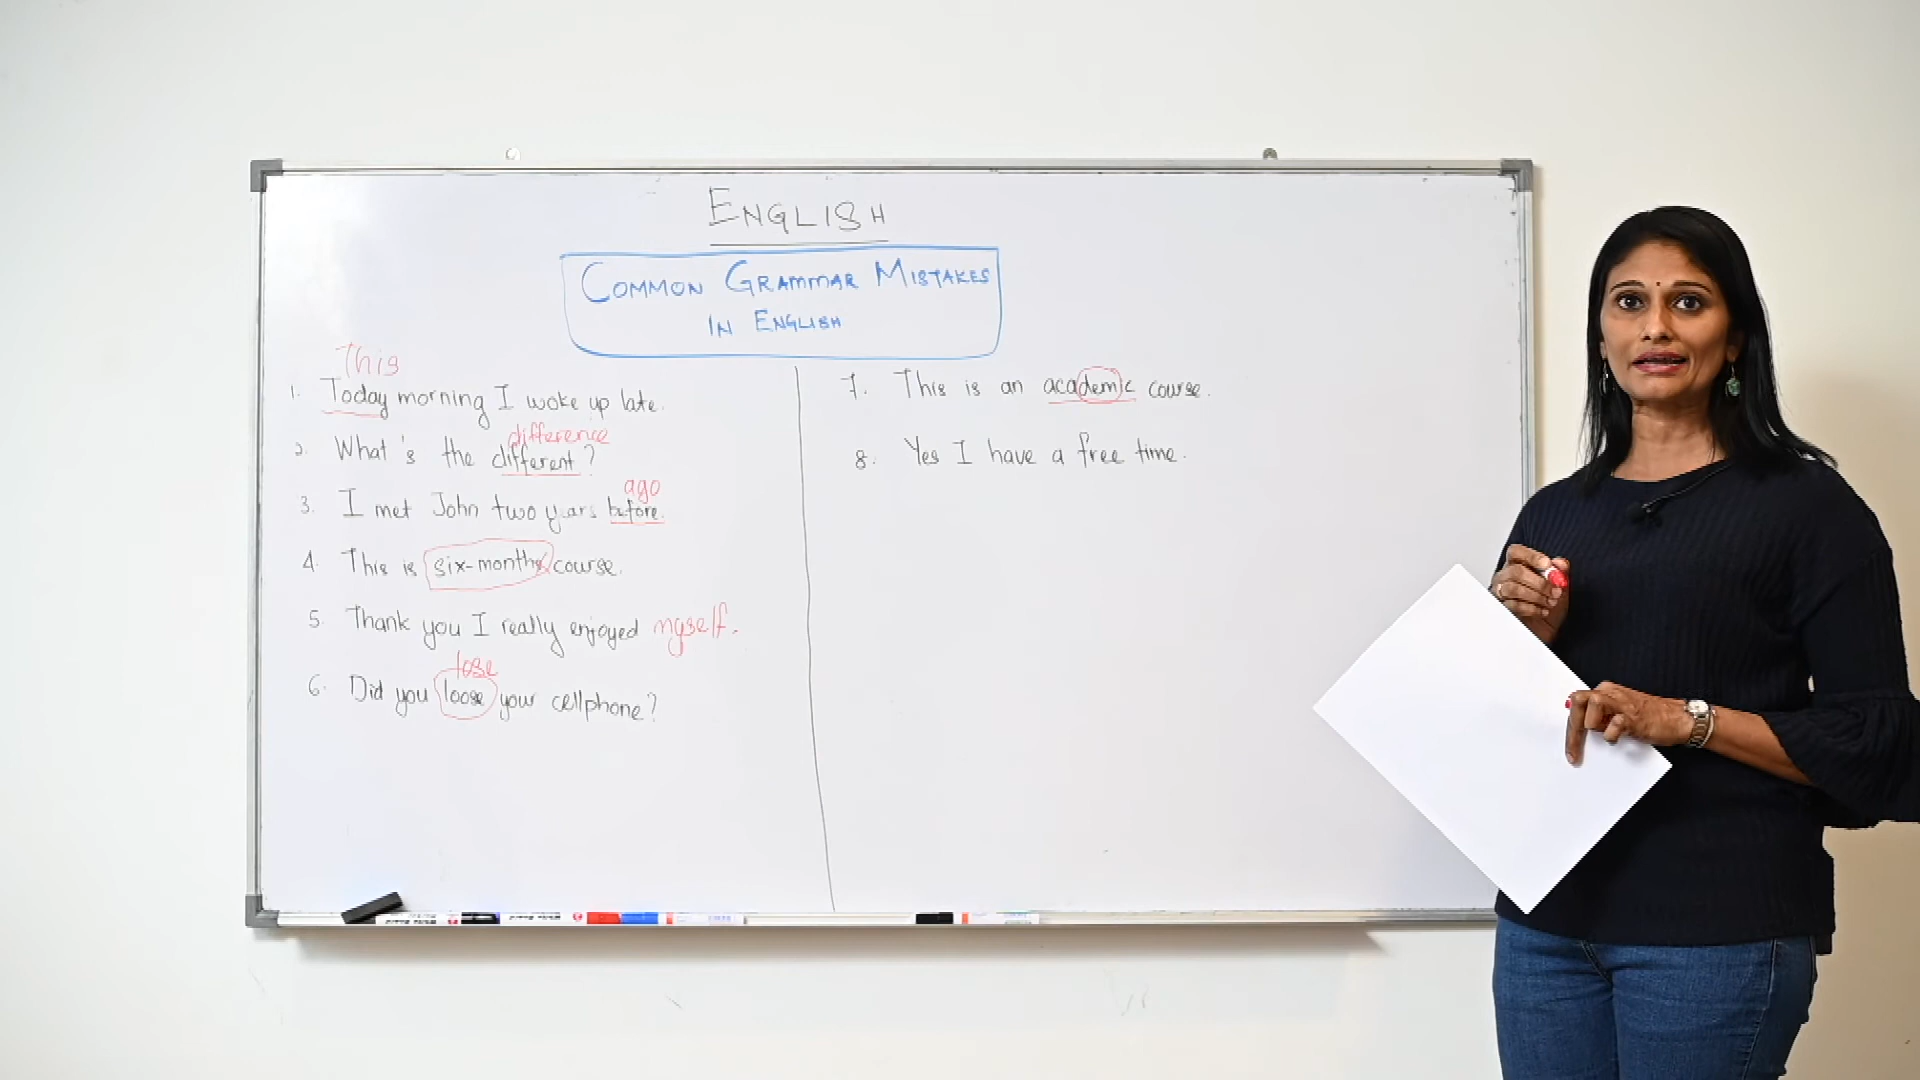 ENGLISH
COMMON GRAMMAR MISTAKES
IN ENGLISH
This
1. Today morning I woke up late.
difference
2. What's the different?
ago
3. I met John two years before.
4. This is six-months course.
5. Thank you I really enjoyed myself.
lose
6. Did you loose your cellphone?
7. This is an academic course.
8. Yes I have a free time.